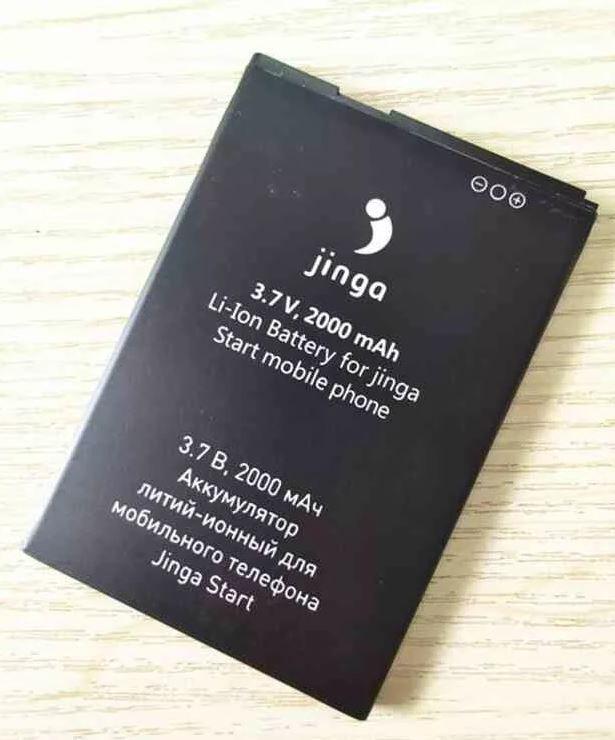 jinga
3.7 V, 2000 mAh
Li-Ion Battery for jinga
Start mobile phone
3.7 В, 2000 мАч
Аккумулятор
литий-ионный для
мобильного телефона
Jinga Start